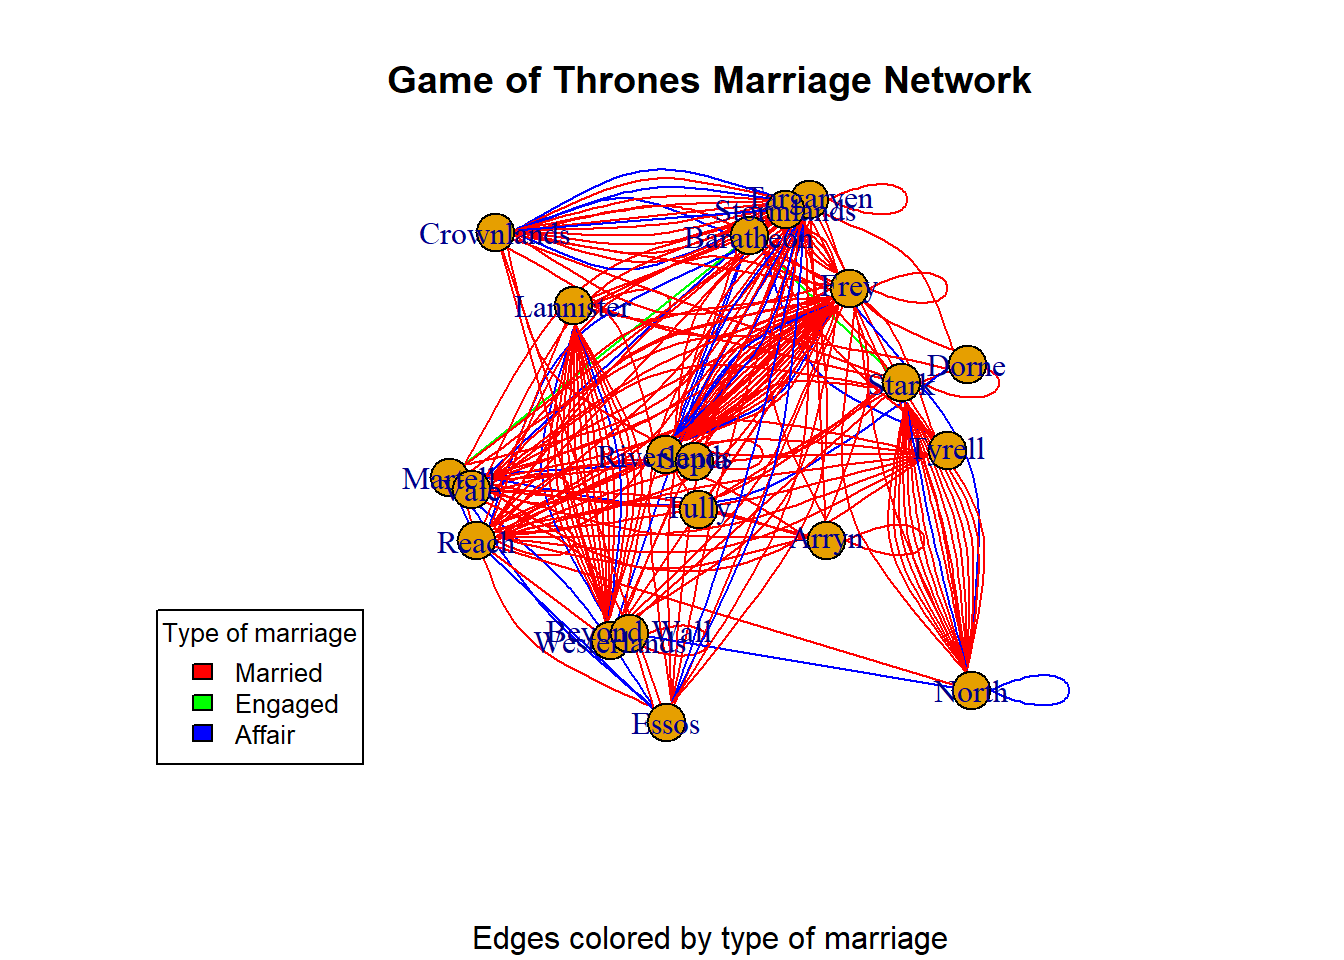 Game of Thrones Marriage Network
Targaryen
Stormlands
Crownlands
Baratheon
Frey
Lannister
Dorne
Stark
Tyrell
Riverlands
Septa
Martell
Vale
Tully
Reach
Arryn
Beyond Wall
Westerlands
North
Essos
Type of marriage
Married
Engaged
Affair
Edges colored by type of marriage